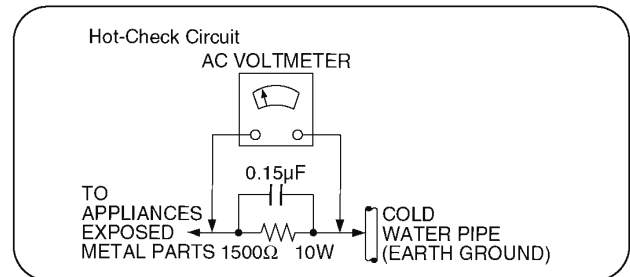 Hot-Check Circuit
AC VOLTMETER
0.15µF
TO
APPLIANCES
EXPOSED
METAL PARTS
1500Ω
10W
COLD
WATER PIPE
(EARTH GROUND)